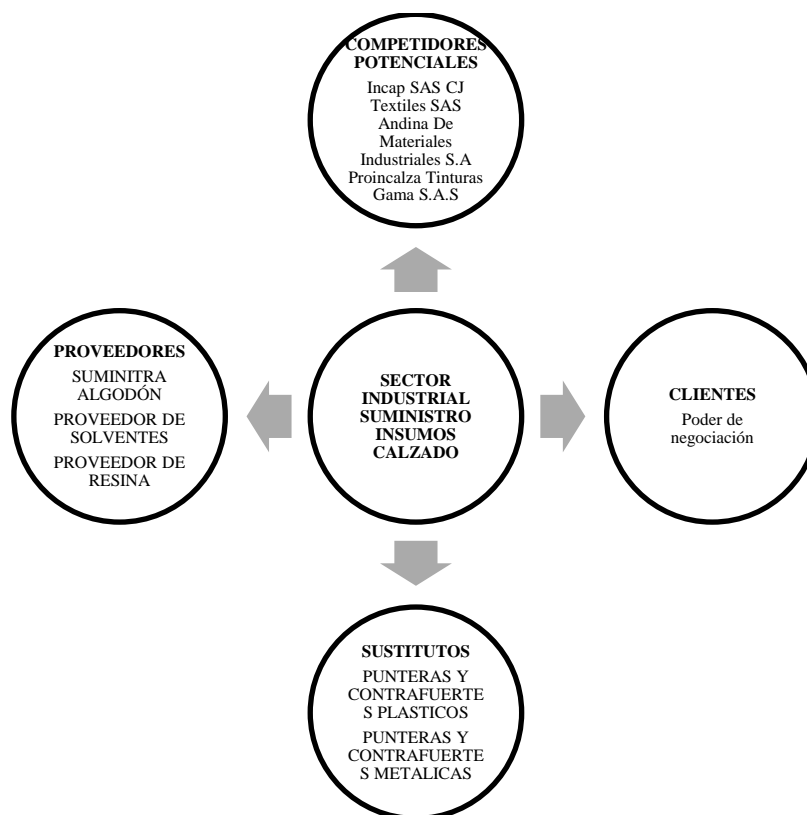 COMPETIDORES
POTENCIALES
Incap SAS CJ
Textiles SAS
Andina De
Materiales
Industriales S.A
Proincalza Tinturas
Gama S.A.S
PROVEEDORES
SUMINITRA
ALGODÓN
PROVEEDOR DE
SOLVENTES
PROVEEDOR DE
RESINA
SECTOR
INDUSTRIAL
SUMINISTRO
INSUMOS
CALZADO
CLIENTES
Poder de
negociación
SUSTITUTOS
PUNTERAS Y
CONTRAFUERTE
S PLASTICOS
PUNTERAS Y
CONTRAFUERTE
S METALICAS